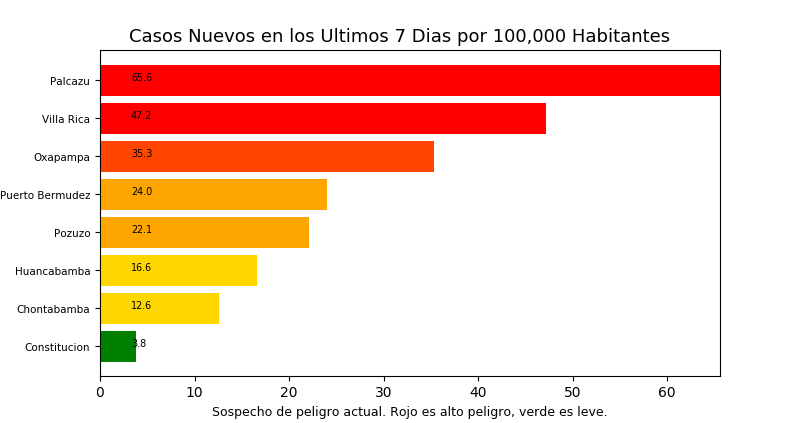 Casos Nuevos en los Ultimos 7 Dias por 100,000 Habitantes
Palcazu 65.6
Villa Rica 47.2
Oxapampa 35.3
Puerto Bermudez 24.0
Pozuzo 22.1
Huancabamba 16.6
Chontabamba 12.6
Constitucion 3.8
0 10 20 30 40 50 60
Sospecho de peligro actual. Rojo es alto peligro, verde es leve.